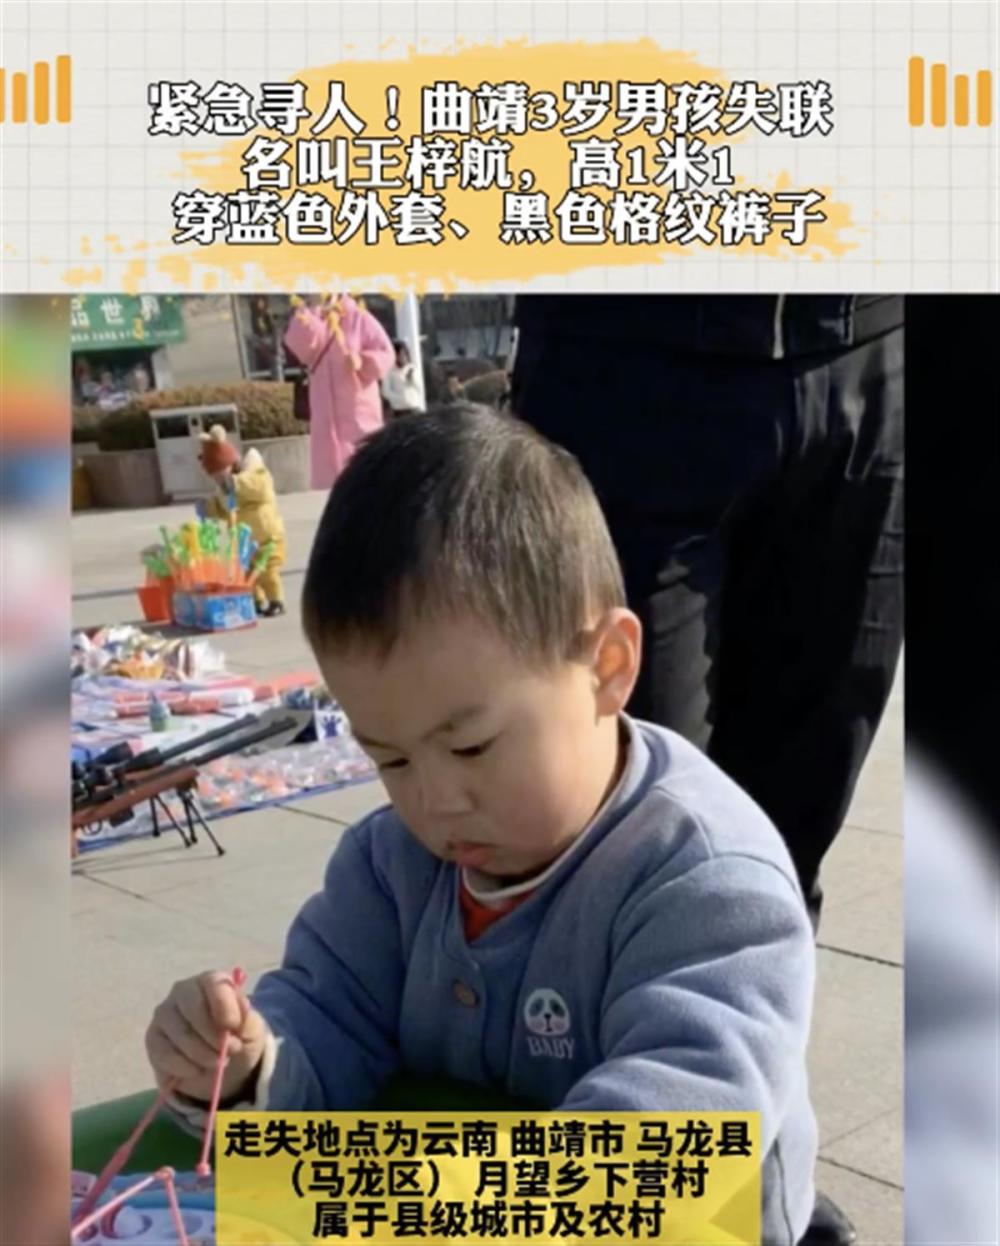 紧急寻人！曲靖3岁男孩失联
名叫王梓航，高1米1
穿蓝色外套、黑色格纹裤子
品世界
BABY
走失地点为云南 曲靖市 马龙县
（马龙区） 月望乡下营村
属于县级城市及农村